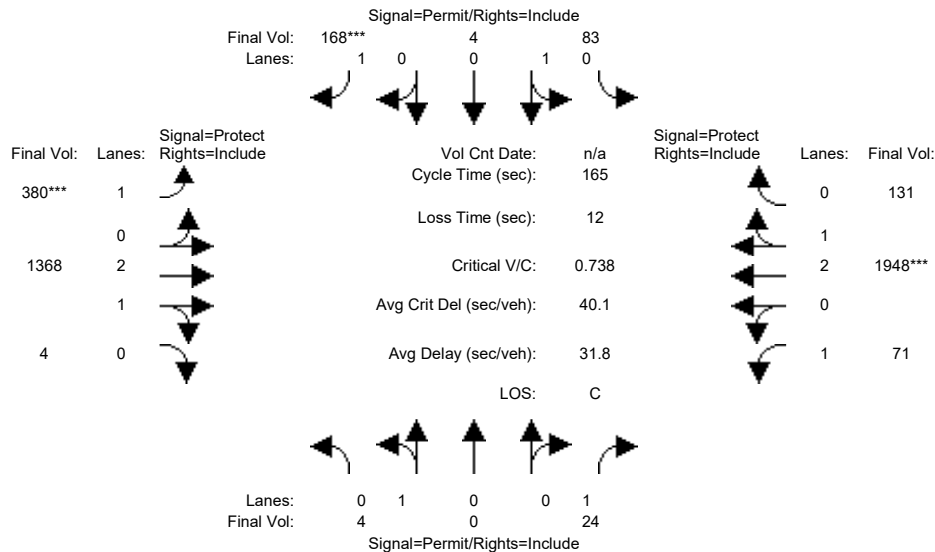 Signal=Permit/Rights=Include
Final Vol: 168*** 4 83
Lanes: 1 0 0 1 0
Signal=Protect Signal=Protect
Final Vol: Lanes: Rights=Include Vol Cnt Date: n/a Rights=Include Lanes: Final Vol:
Cycle Time (sec): 165
380*** 1 0 131
Loss Time (sec): 12
0 1
1368 2 Critical V/C: 0.738 2 1948***
1 Avg Crit Del (sec/veh): 40.1 0
4 0 Avg Delay (sec/veh): 31.8 1 71
LOS: C
Lanes: 0 1 0 0 1
Final Vol: 4 0 24
Signal=Permit/Rights=Include